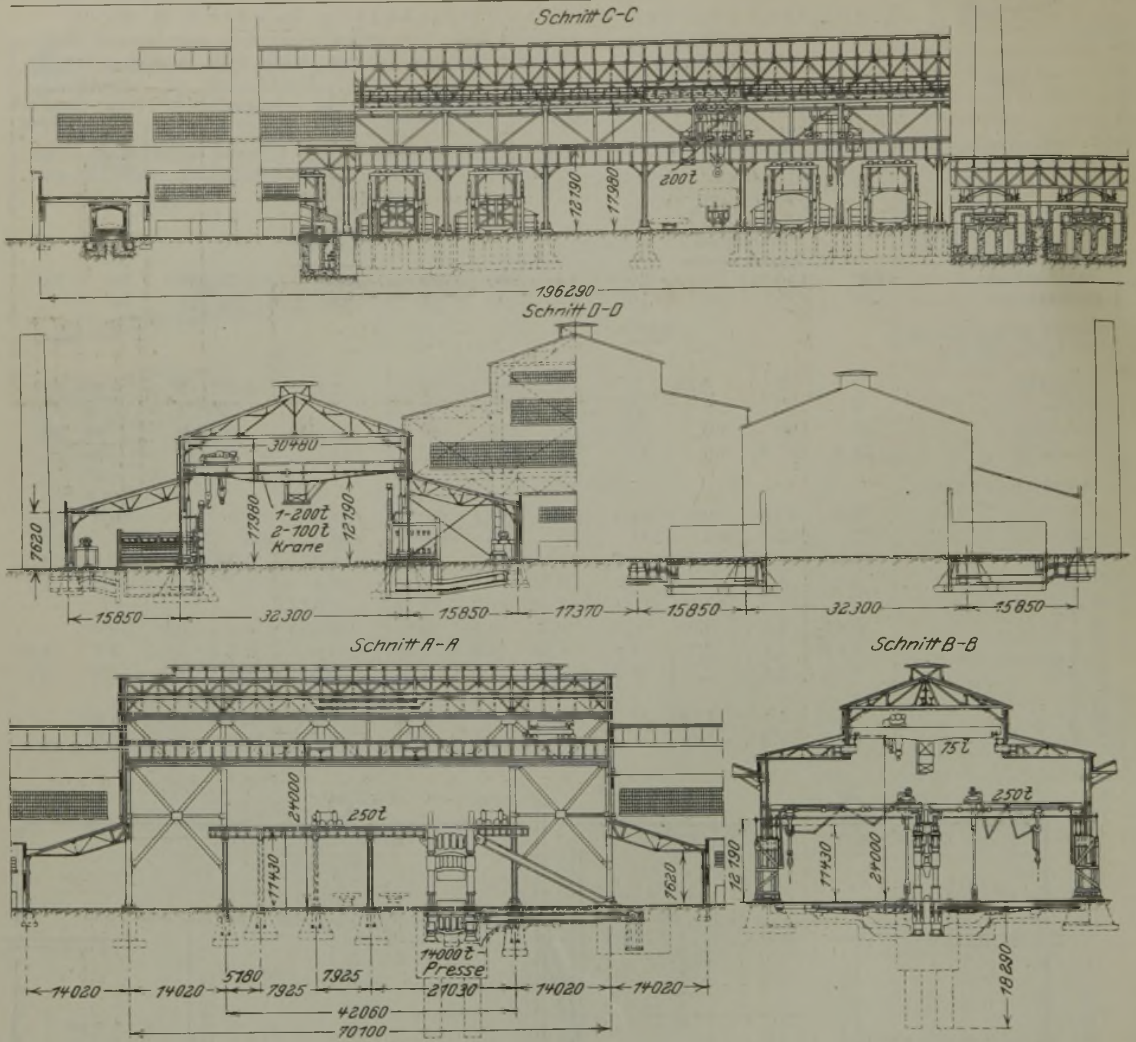 Schnitt C-C
200t
12190
17980
196290
Schnitt D-D
30480
1-200t
2-100t
Krane
17980
12190
7620
15850
32300
15850
17370
15850
32300
15850
Schnitt A-A
24000
250t
11430
7620
14000t
Presse
5180
7925
14020
14020
7925
21030
14020
14020
42060
70100
Schnitt B-B
75t
250t
12190
11430
24000
18290